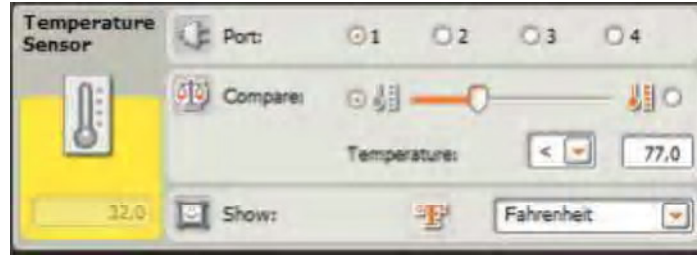 Temperature
Sensor
Port:
1
2
3
4
Compare:
Temperature:
<
77.0
32.0
Show:
°F
Fahrenheit